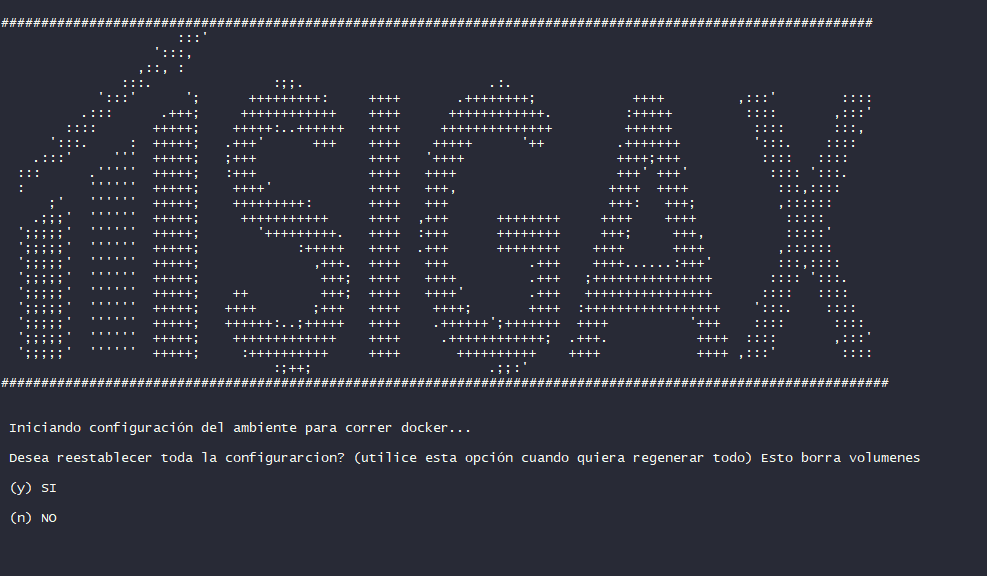 SIGAX
Iniciando configuración del ambiente para correr docker...
Desea reestablecer toda la configurarcion? (utilice esta opción cuando quiera regenerar todo) Esto borra volumenes
(y) SI
(n) NO